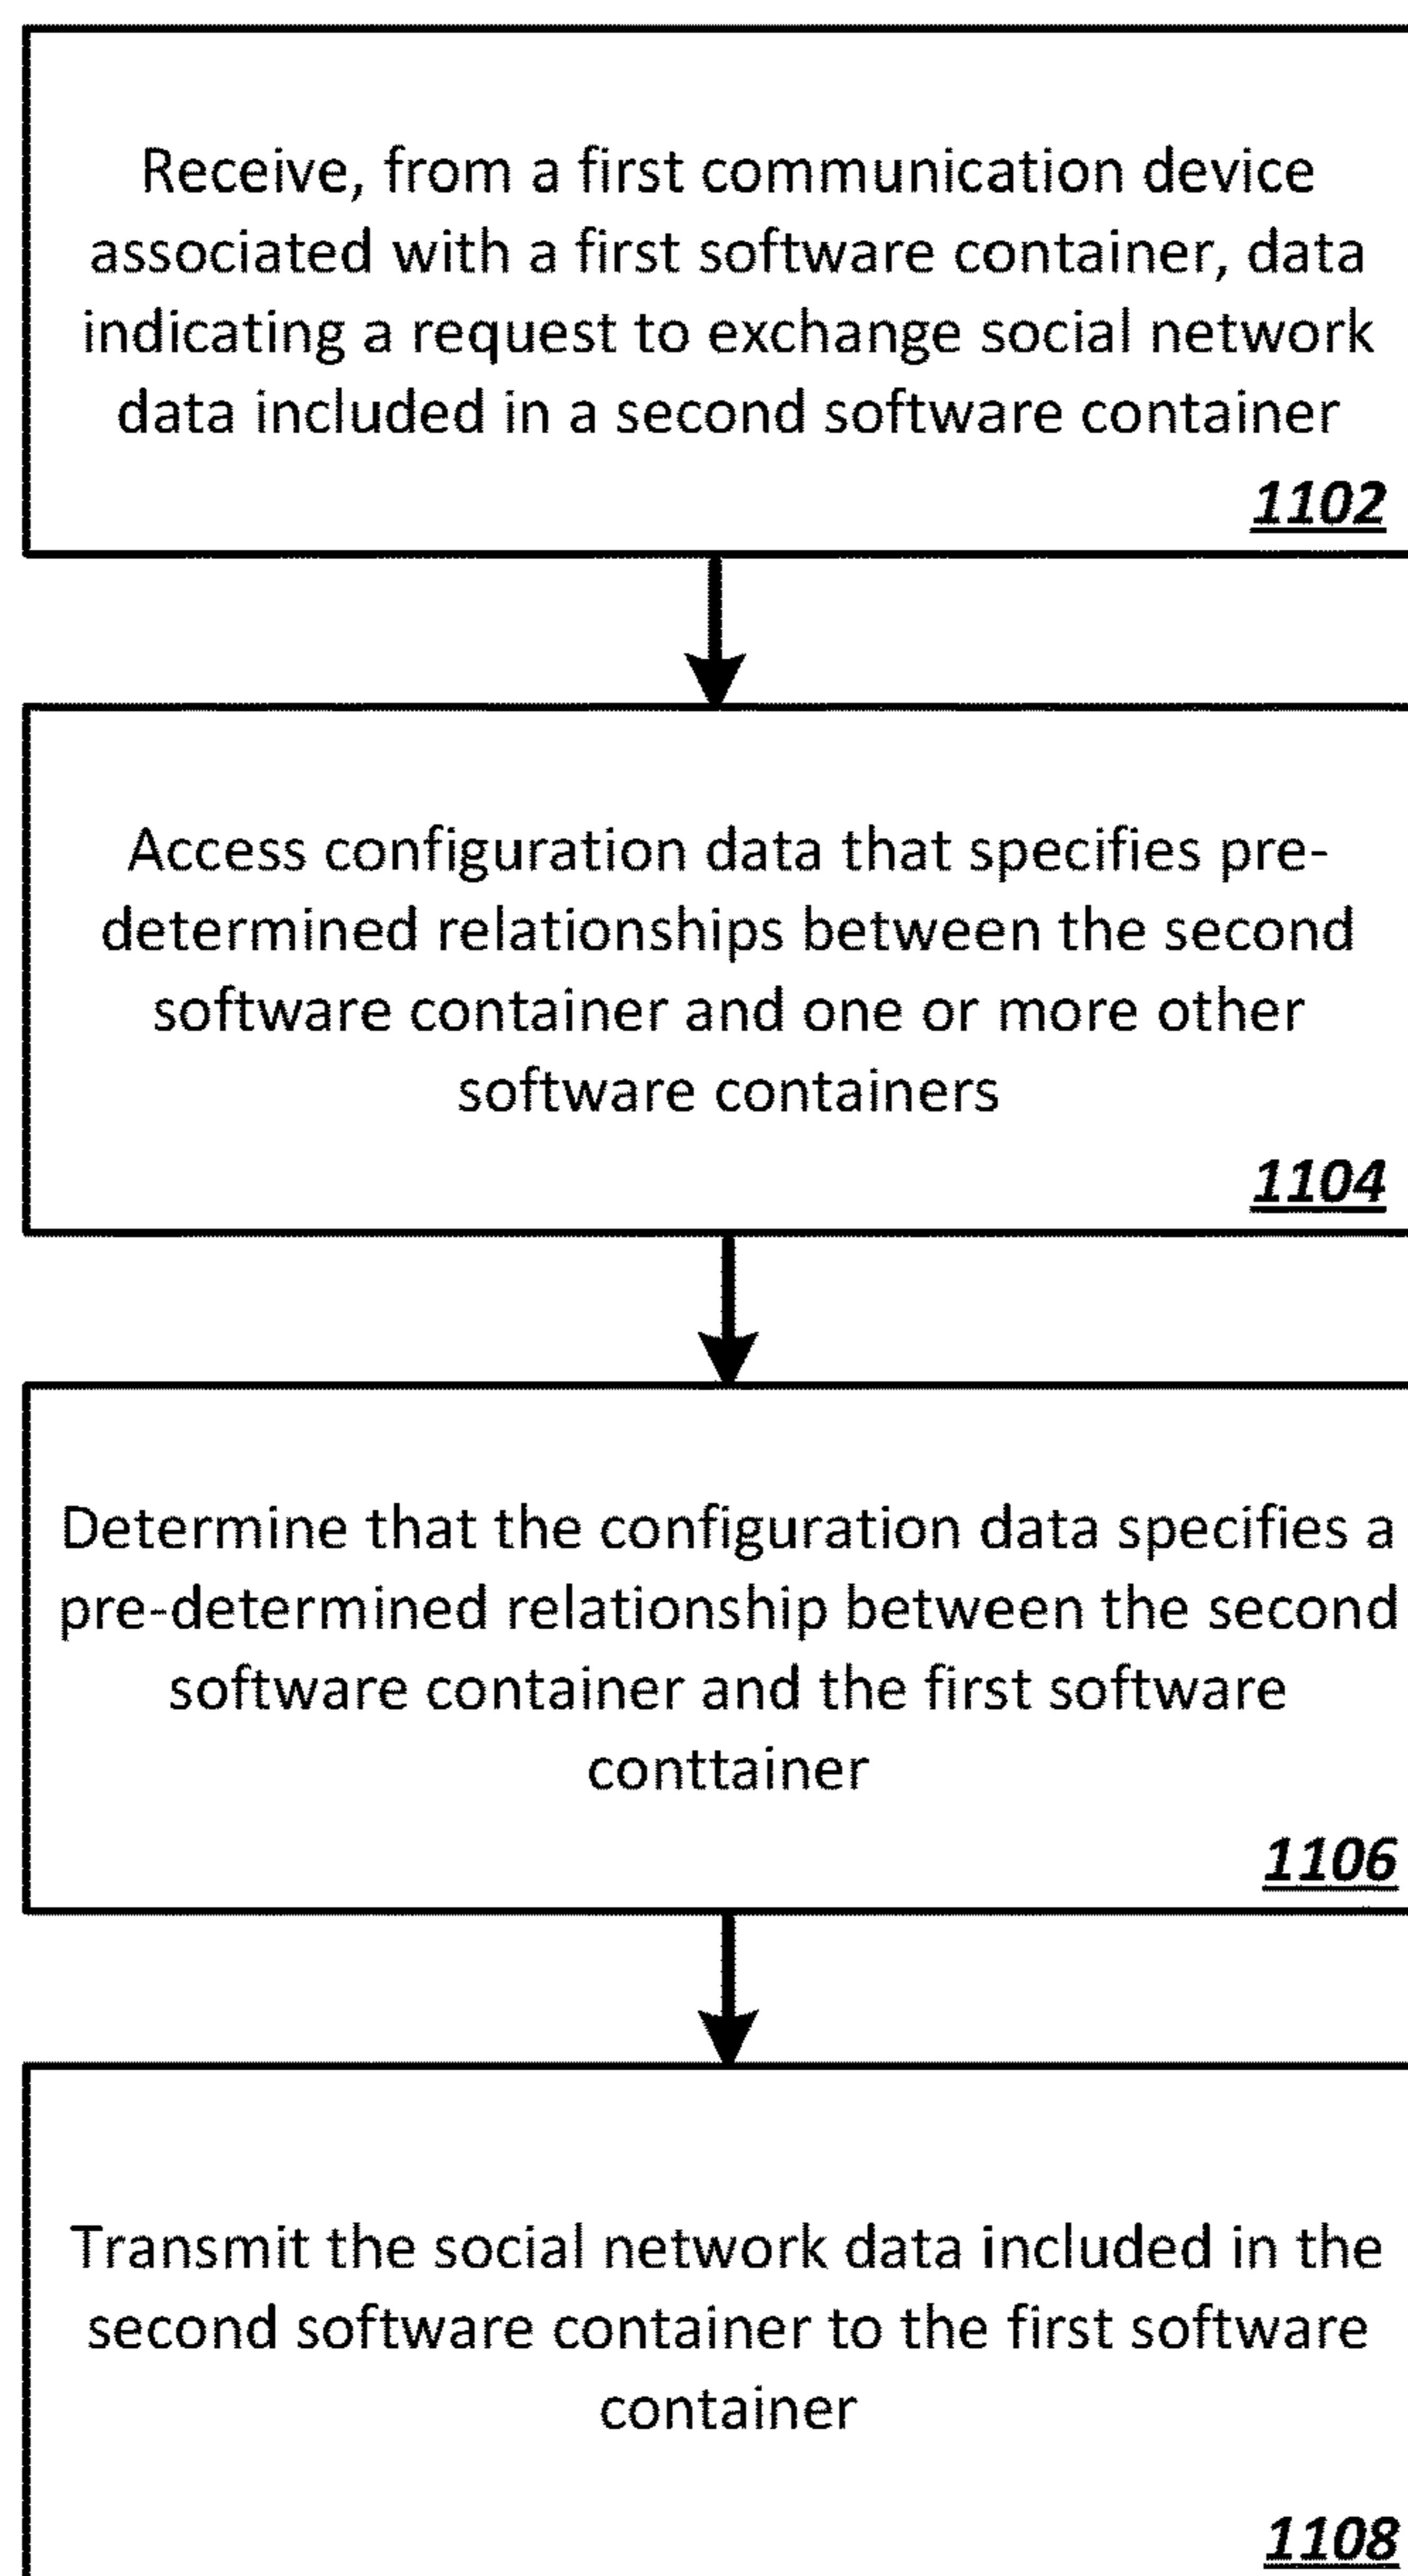 Receive, from a first communication device
associated with a first software container, data
indicating a request to exchange social network
data included in a second software container
1102
Access configuration data that specifies pre-
determined relationships between the second
software container and one or more other
software containers
1104
Determine that the configuration data specifies a
pre-determined relationship between the second
software container and the first software
conttainer
1106
Transmit the social network data included in the
second software container to the first software
container
1108